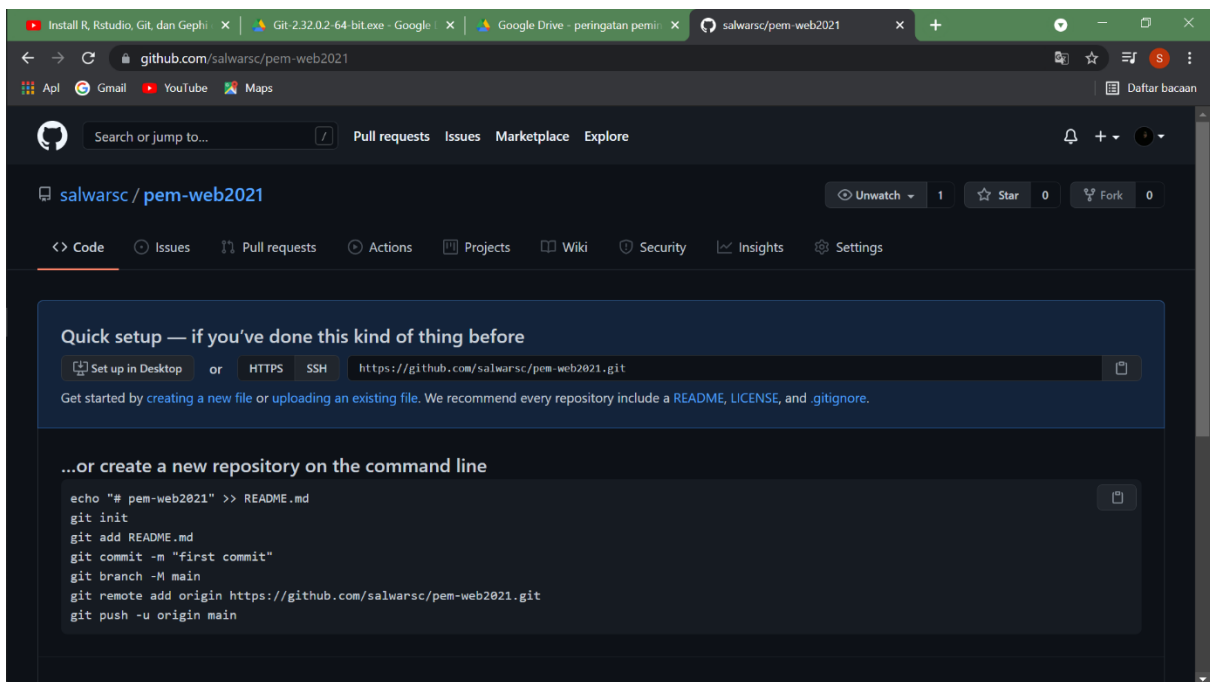 Install R, Rstudio, Git, dan Gephi
Git-2.32.0.2-64-bit.exe - Google
Google Drive - peringatan pemin
salwarsc/pem-web2021
github.com/salwarsc/pem-web2021
S
Apl Gmail YouTube Maps Daftar bacaan
Search or jump to... / Pull requests Issues Marketplace Explore
salwarsc / pem-web2021 Unwatch 1 Star 0 Fork 0
<> Code Issues Pull requests Actions Projects Wiki Security Insights Settings
Quick setup — if you've done this kind of thing before
Set up in Desktop or HTTPS SSH https://github.com/salwarsc/pem-web2021.git
Get started by creating a new file or uploading an existing file. We recommend every repository include a README, LICENSE, and .gitignore.
...or create a new repository on the command line
echo "# pem-web2021" >> README.md
git init
git add README.md
git commit -m "first commit"
git branch -M main
git remote add origin https://github.com/salwarsc/pem-web2021.git
git push -u origin main